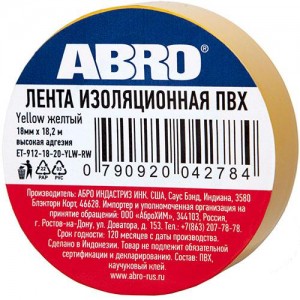 ABRO®
ЛЕНТА ИЗОЛЯЦИОННАЯ ПВХ
Yellow желтый
18мм x 18,2 м
высокая адгезия
ET-912-18-20-YLW-RW
PAP
PVC
0 790920 042784
Производитель: АБРО ИНДАСТРИЗ ИНК. США, Саус Бэнд, Индиана, 3580
Блэкторн Корт, 46628. Импортер и уполномоченная организация
на принятие обращений: ООО «АброХИМ», 344103, Россия,
г. Ростов-на-Дону, ул. Доватора, д. 153. Тел. +7(863) 207-78-78.
Срок годности: 120 месяцев с даты производства.
Сделано в Индонезии. Товар не подлежит обязательной
сертификации и декларированию. Состав: ПВХ,
каучуковый клей.
www.abro-rus.ru